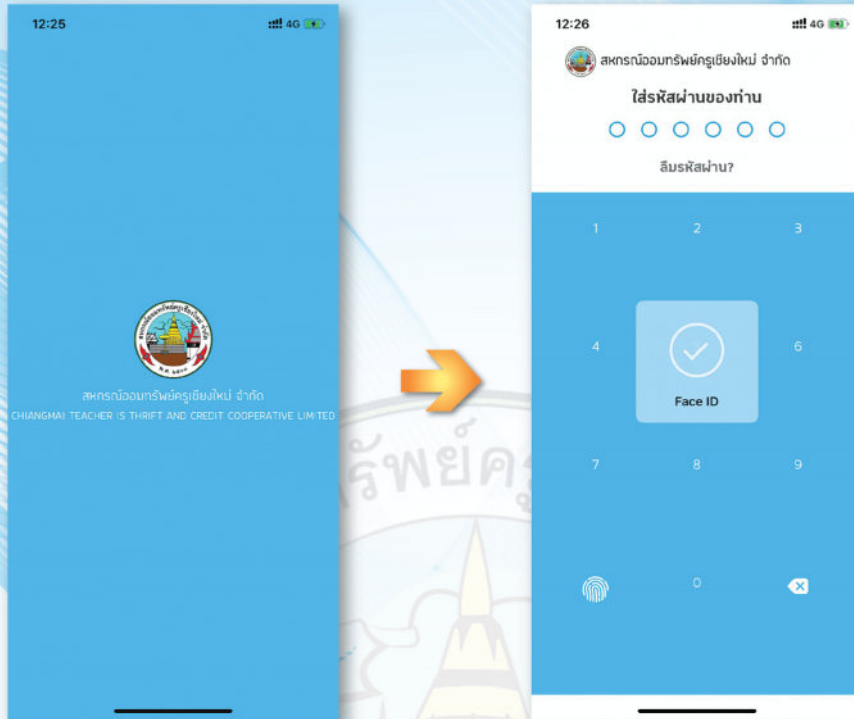 12:25
4G
สหกรณ์ออมทรัพย์ครูเชียงใหม่ จำกัด
CHIANGMAI TEACHER IS THRIFT AND CREDIT COOPERATIVE LIMITED
12:26
4G
สหกรณ์ออมทรัพย์ครูเชียงใหม่ จำกัด
ใส่รหัสผ่านของท่าน
ลืมรหัสผ่าน?
1 2 3
4 6
Face ID
7 8 9
0